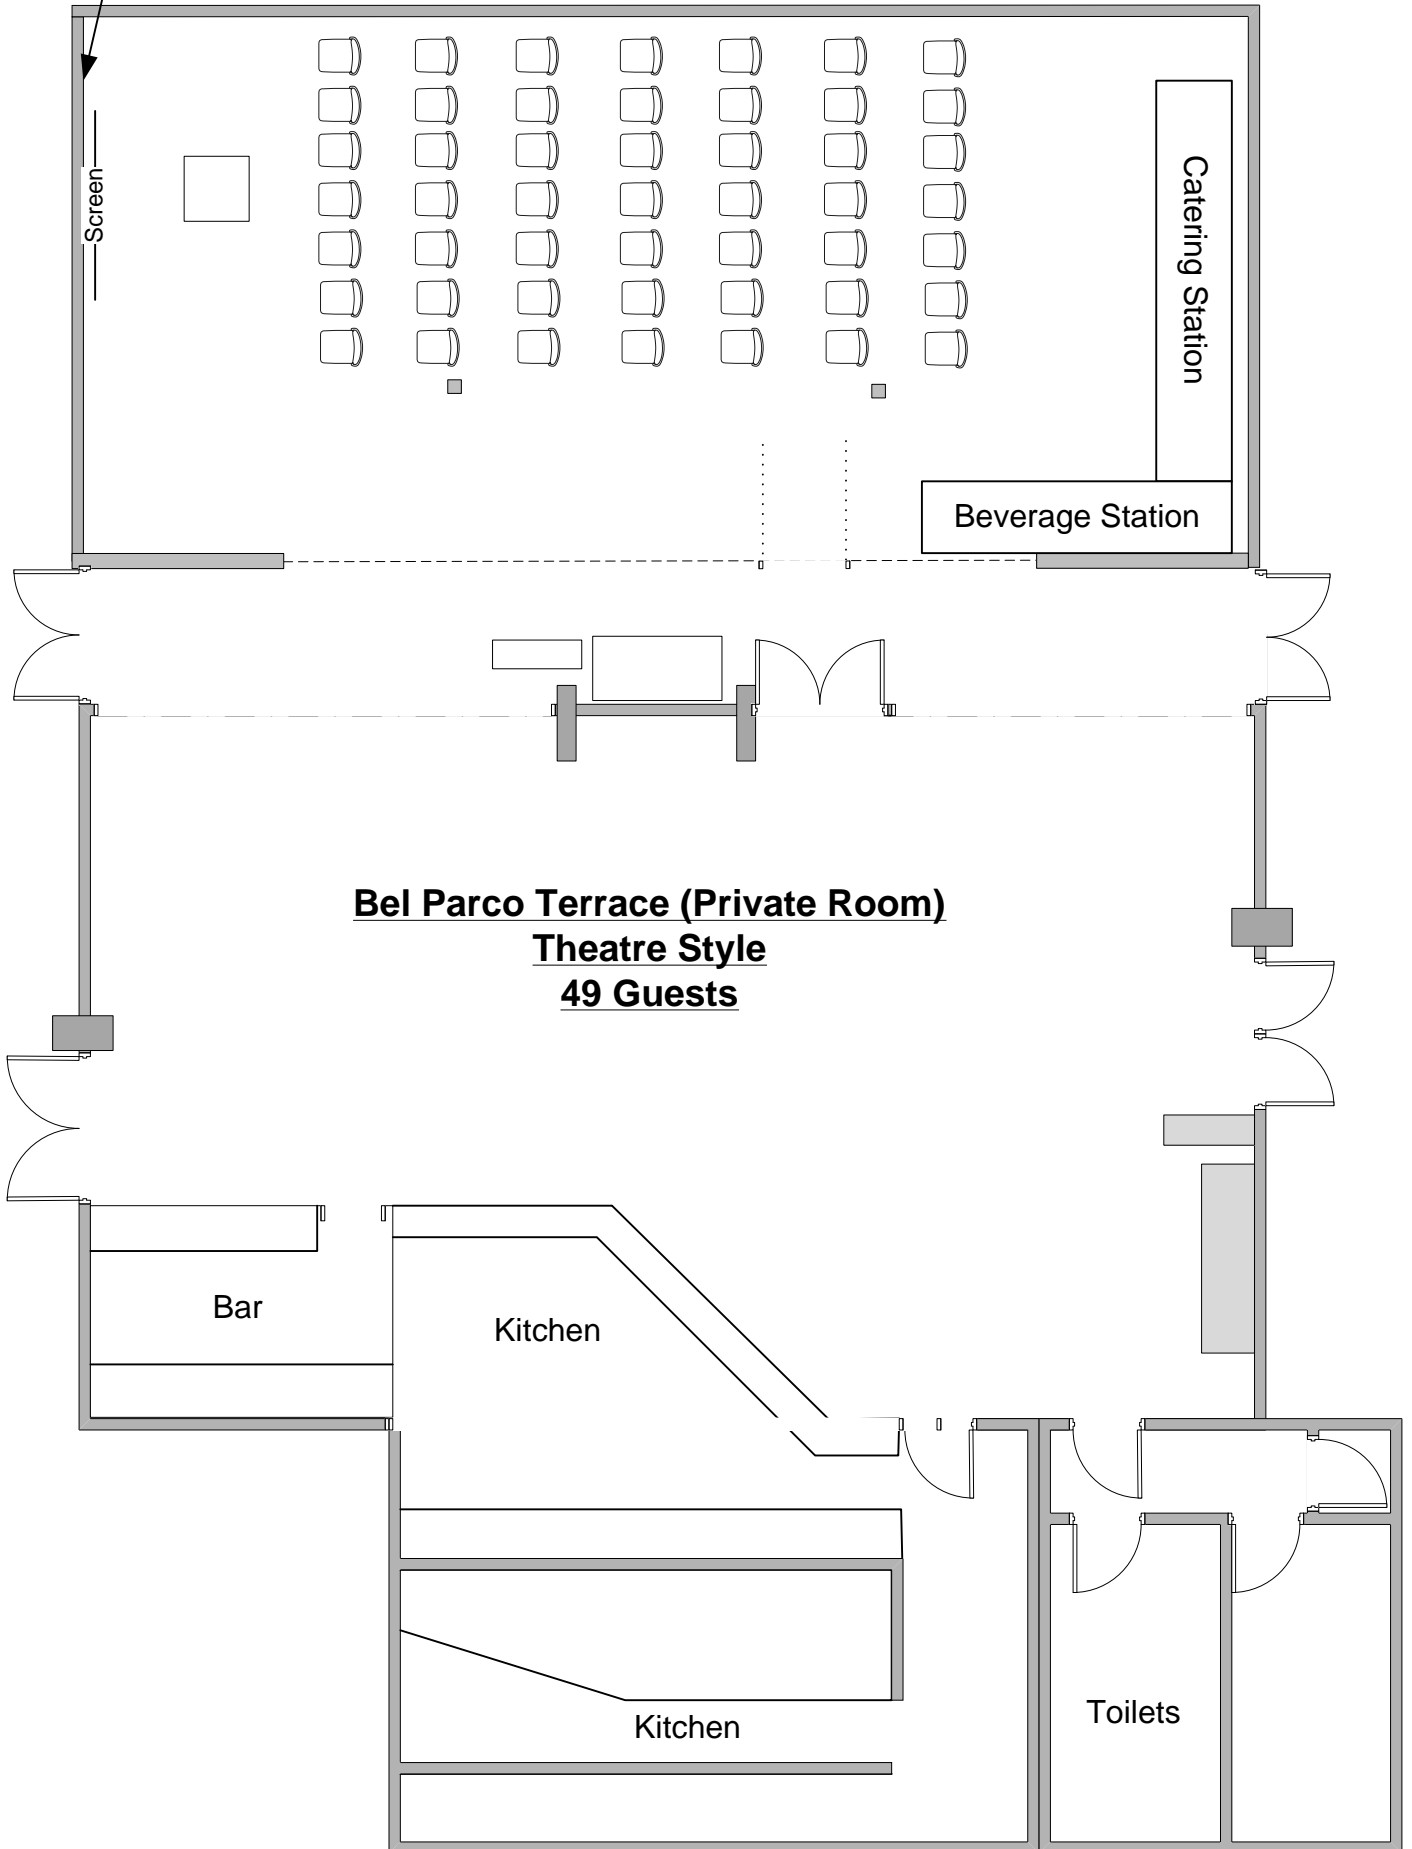 Screen
Catering Station
Beverage Station
Bel Parco Terrace (Private Room)
Theatre Style
49 Guests
Bar
Kitchen
Kitchen
Toilets